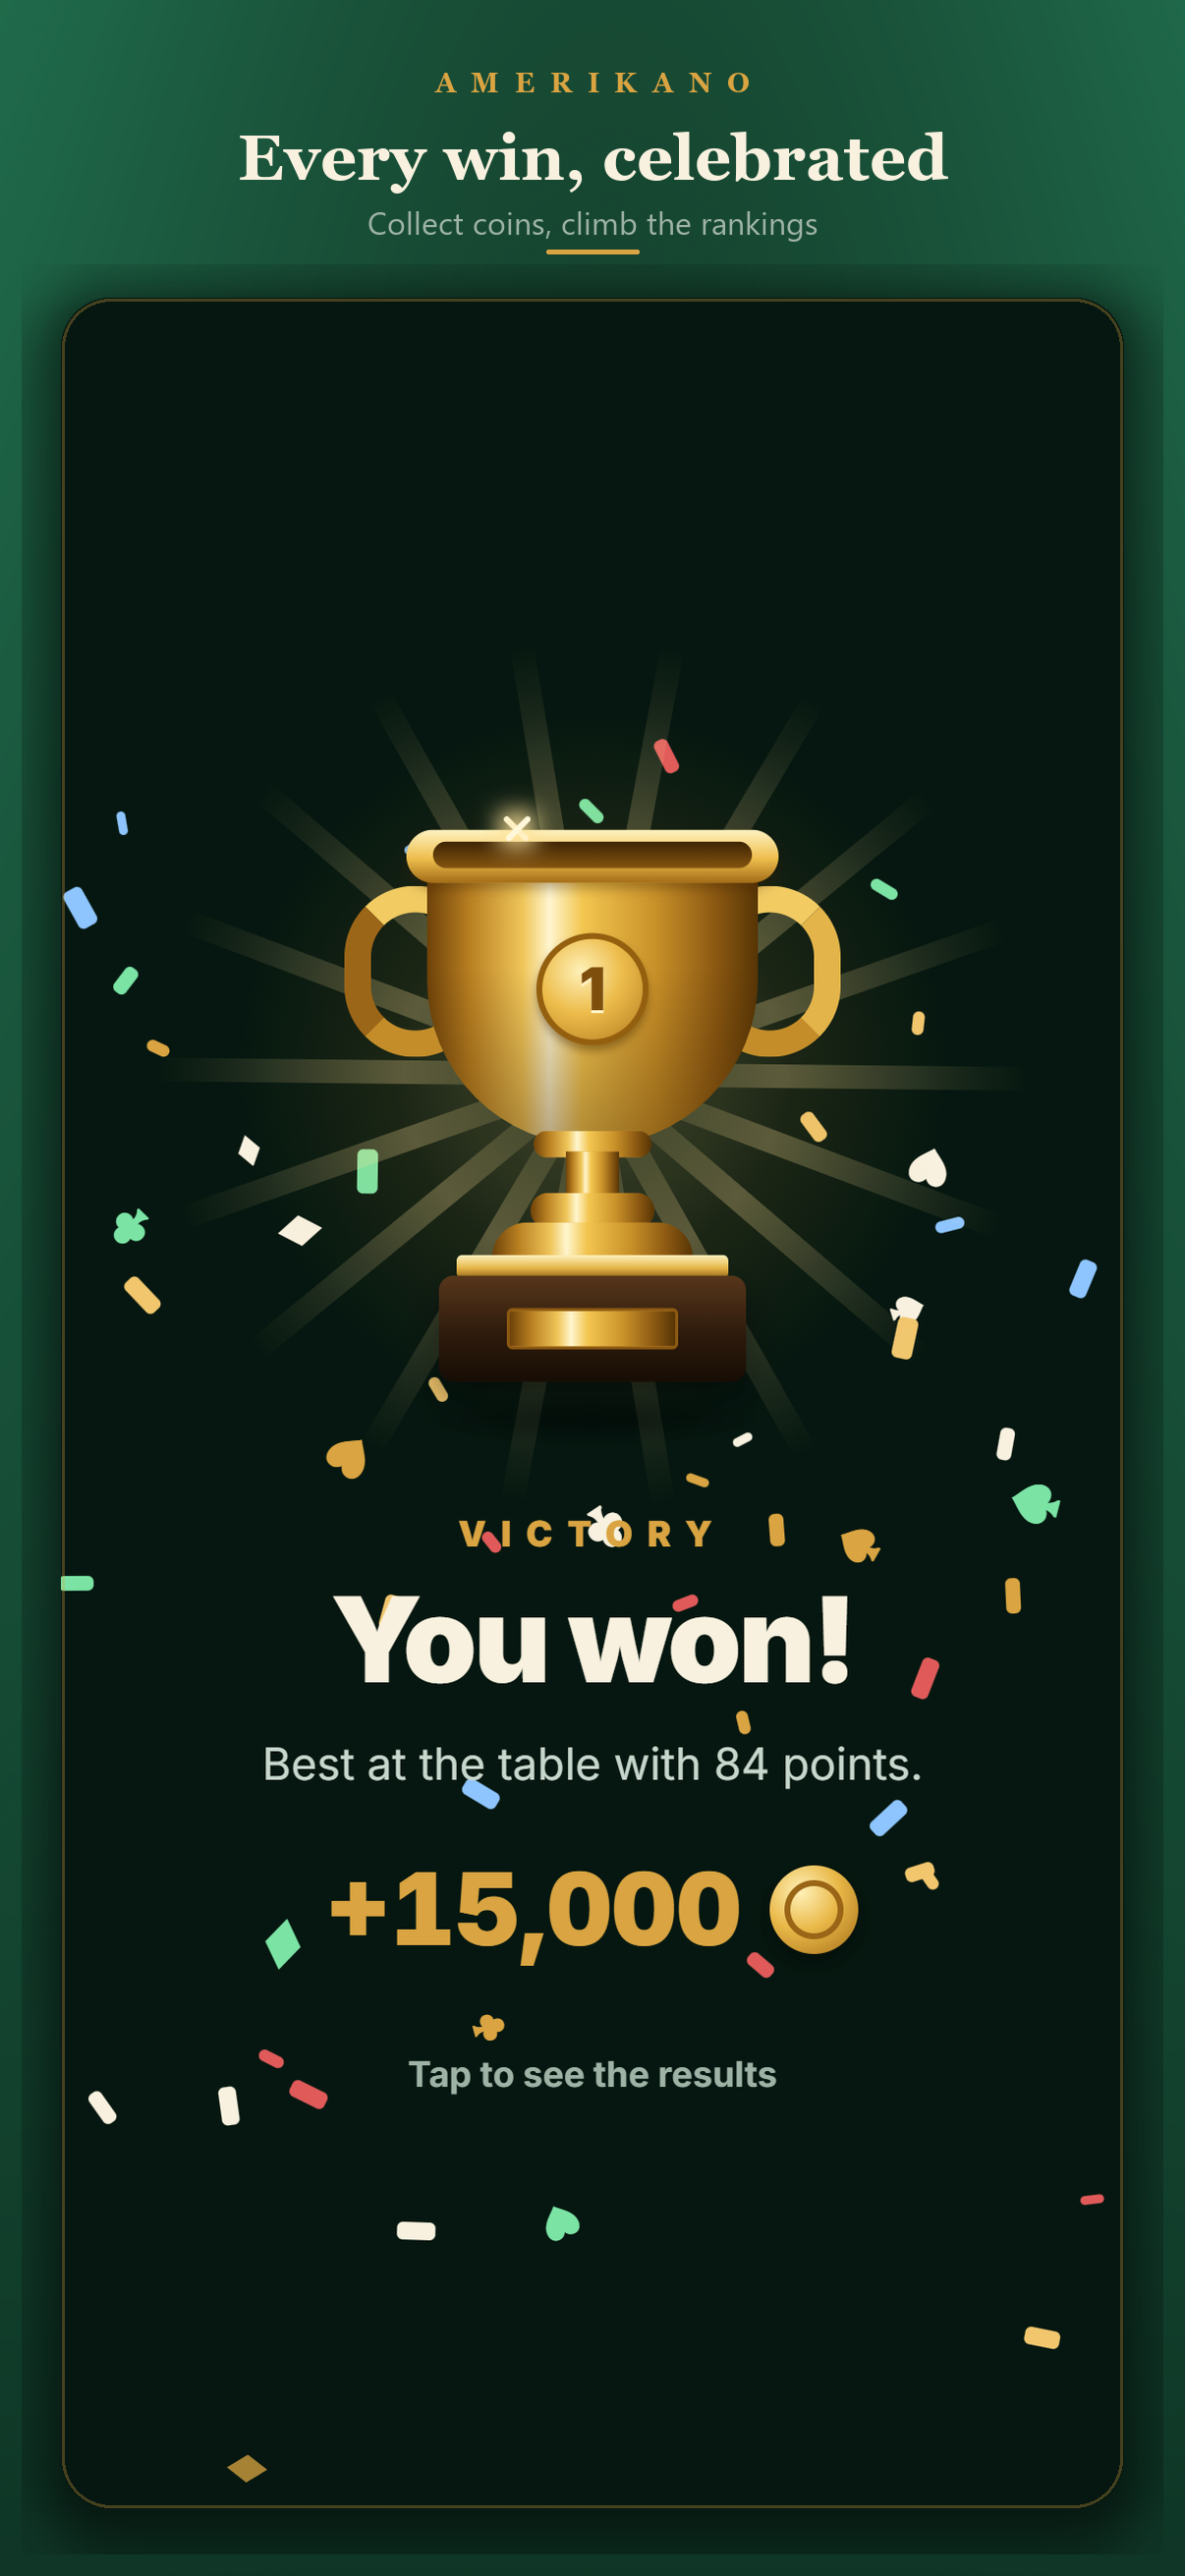 AMERIKANO
Every win, celebrated
Collect coins, climb the rankings
1
VICTORY
You won!
Best at the table with 84 points.
+15,000
Tap to see the results